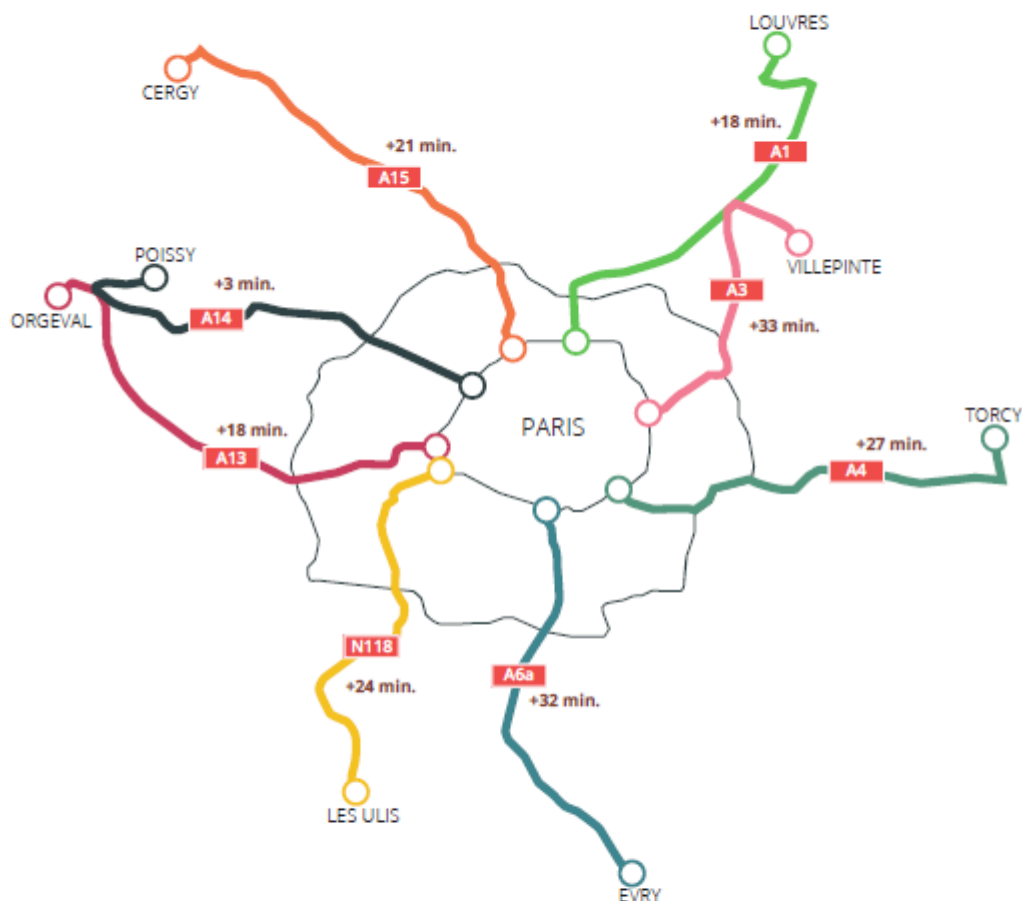 LOUVRES
CERGY
+18 min.
A1
+21 min.
A15
POISSY
VILLEPINTE
+3 min.
A3
ORGEVAL
A14
+33 min.
PARIS
TORCY
+18 min.
A13
+27 min.
A4
N118
+24 min.
A6a
+32 min.
LES ULIS
EVRY